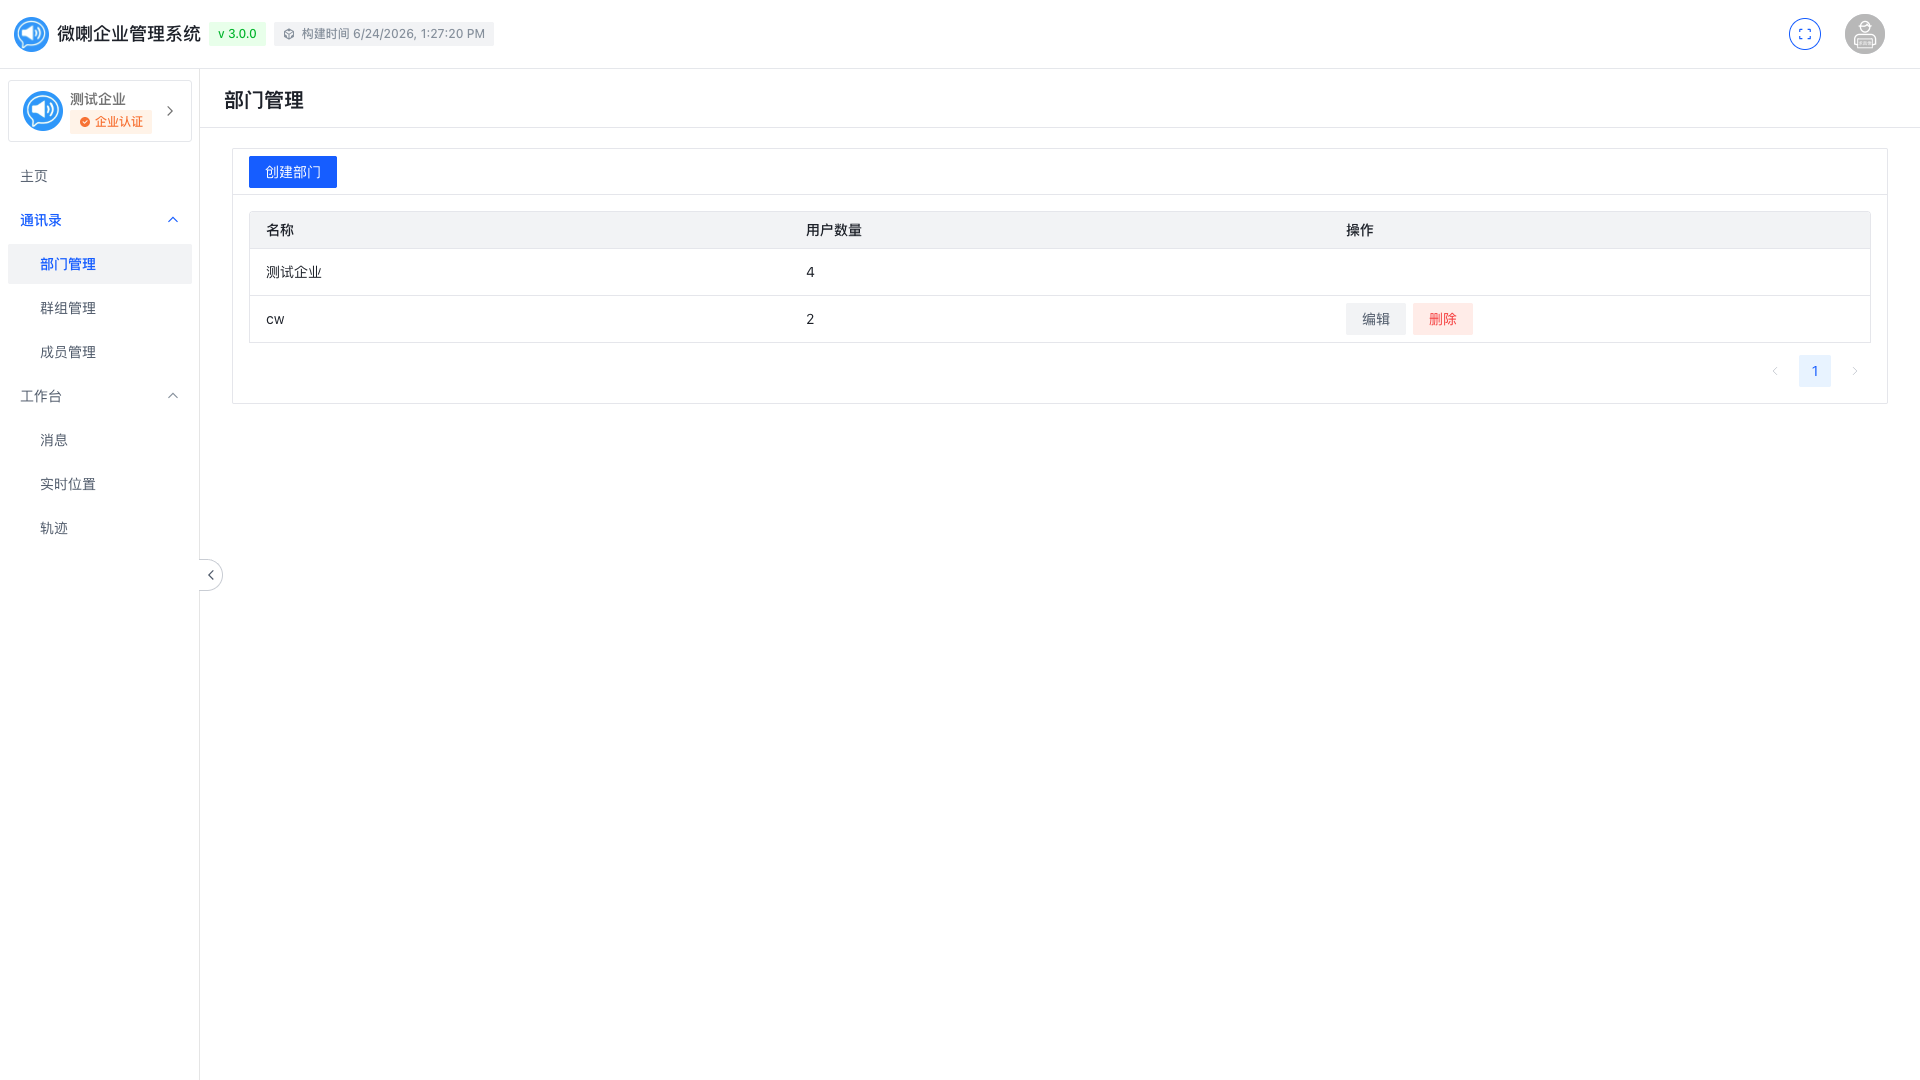 微喇企业管理系统 v 3.0.0 构建时间 6/24/2026, 1:27:20 PM
测试企业
企业认证
主页
通讯录
部门管理
群组管理
成员管理
工作台
消息
实时位置
轨迹
部门管理
创建部门
名称 用户数量 操作
测试企业 4
cw 2 编辑 删除
1